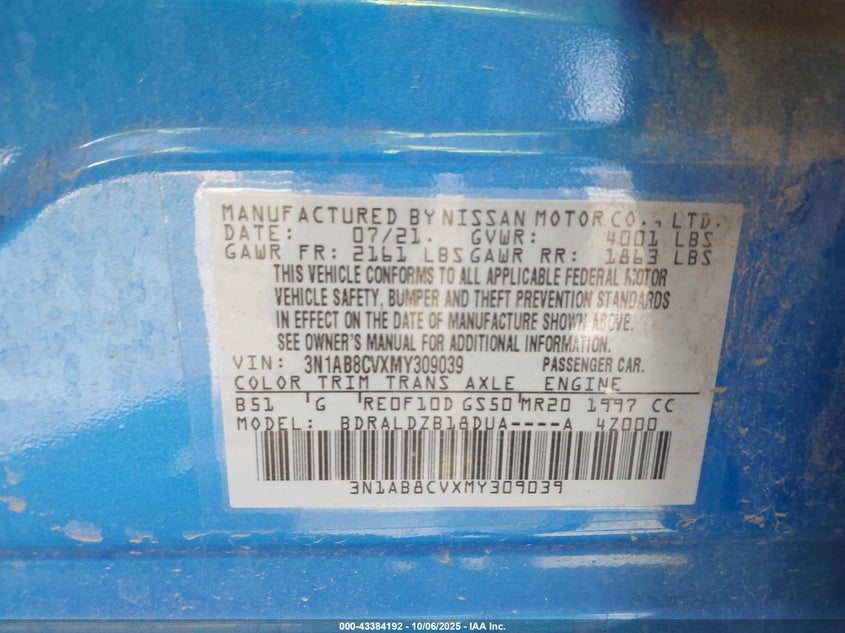 MANUFACTURED BY NISSAN MOTOR CO., LTD.
DATE: 07/21. GVWR: 4001 LBS
GAWR FR: 2161 LBS GAWR RR: 1863 LBS
THIS VEHICLE CONFORMS TO ALL APPLICABLE FEDERAL MOTOR
VEHICLE SAFETY, BUMPER AND THEFT PREVENTION STANDARDS
IN EFFECT ON THE DATE OF MANUFACTURE SHOWN ABOVE.
SEE OWNER'S MANUAL FOR ADDITIONAL INFORMATION.
VIN: 3N1AB8CVXMY309039 PASSENGER CAR.
COLOR TRIM TRANS AXLE ENGINE
B51 G RE0F10D GS50 MR20 1997 CC
MODEL: BDRALDZB18DUA----A 4Z000
3N1AB8CVXMY309039
000-43384192 - 10/06/2025 - IAA Inc.